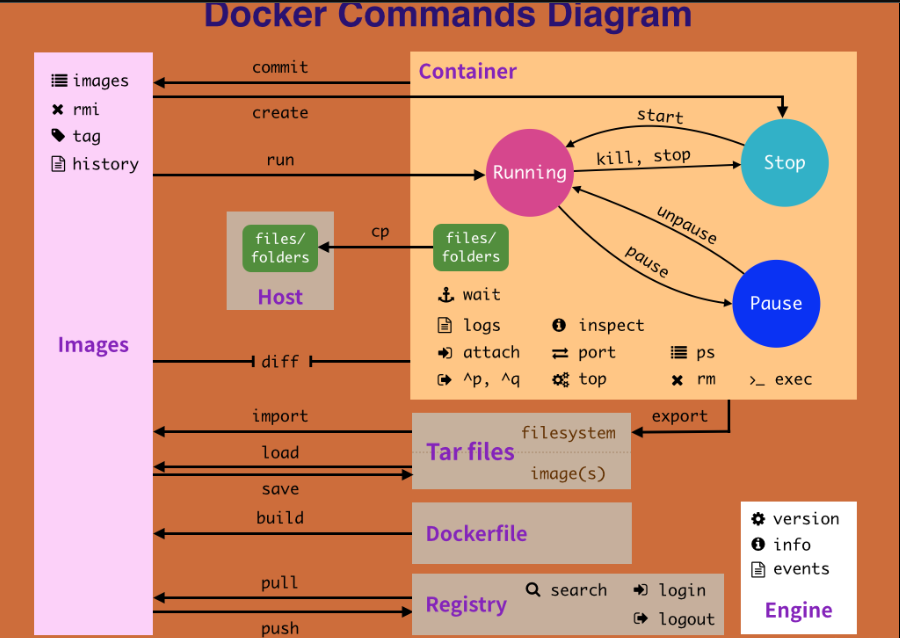 Docker Commands Diagram
images
rmi
tag
history
Images
commit
create
run
Container
start
Running
kill, stop
Stop
unpause
pause
Pause
files/
folders
Host
cp
files/
folders
wait
logs
inspect
attach
port
ps
^p, ^q
top
rm
>_ exec
diff
export
import
load
save
Tar files
filesystem
image(s)
build
Dockerfile
pull
push
Registry
search
login
logout
version
info
events
Engine